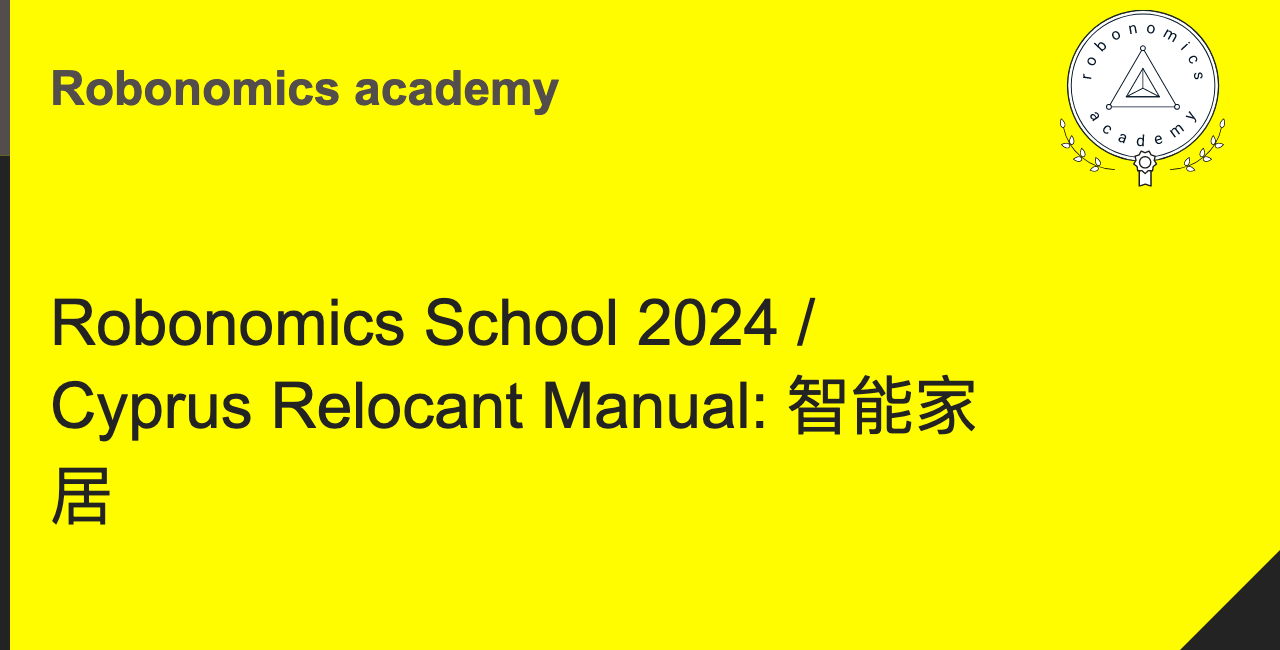 Robonomics academy
robonomics
academy
Robonomics School 2024 /
Cyprus Relocant Manual: 智能家
居